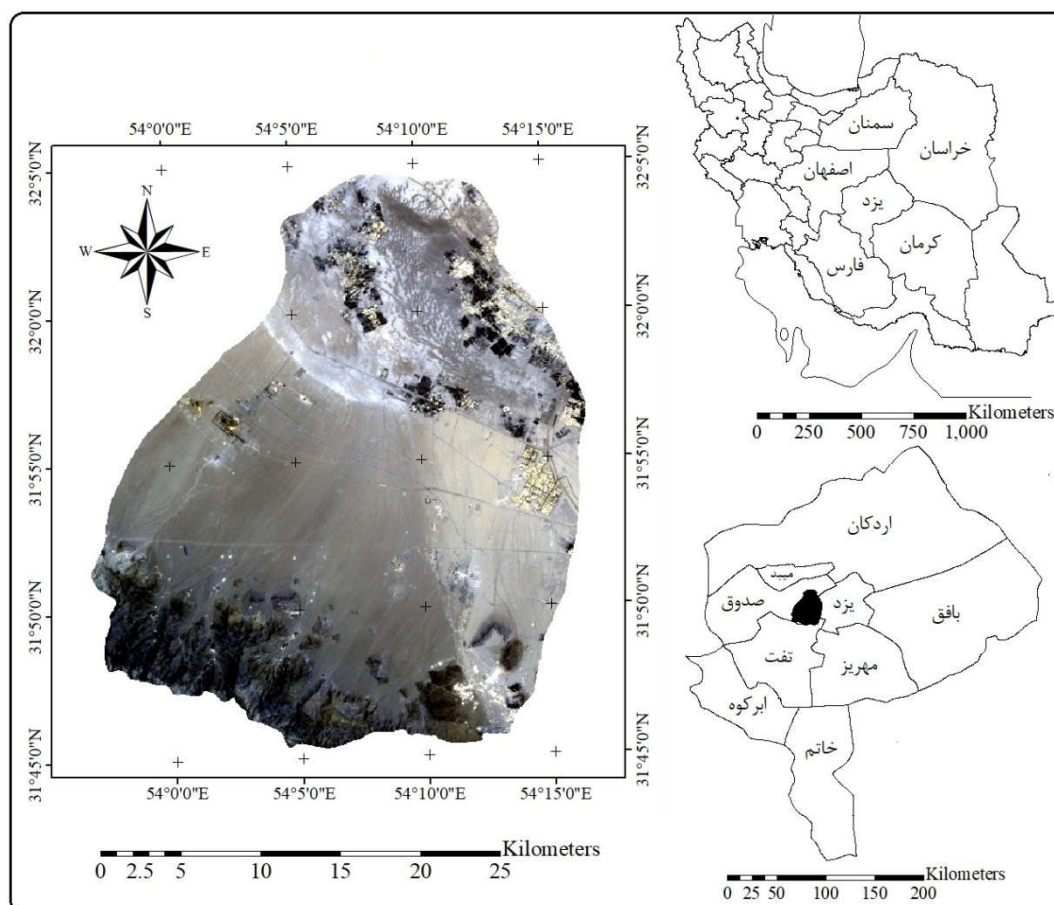 54°0'0"E 54°5'0"E 54°10'0"E 54°15'0"E
32°5'0"N
32°0'0"N
31°55'0"N
31°50'0"N
31°45'0"N
N
W E
S
32°5'0"N
32°0'0"N
31°55'0"N
31°50'0"N
31°45'0"N
54°0'0"E 54°5'0"E 54°10'0"E 54°15'0"E
Kilometers
0 2.5 5 10 15 20 25
سمنان
خراسان
اصفهان
یزد
کرمان
فارس
Kilometers
0 250 500 750 1,000
اردکان
میبد
صدوق
یزد
بافق
تفت
مهریز
ابرکوه
خاتم
Kilometers
0 25 50 100 150 200